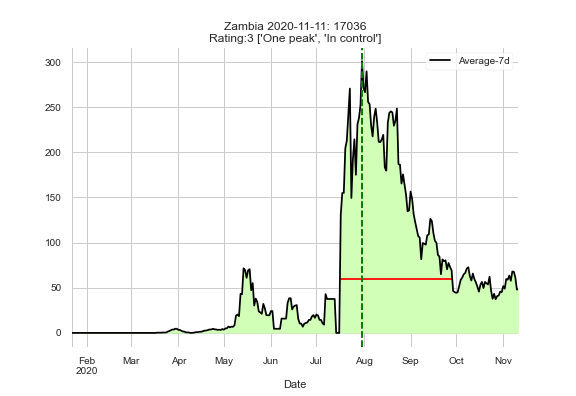 Zambia 2020-11-11: 17036
Rating:3 ['One peak', 'In control']
Average-7d
300
250
200
150
100
50
0
Feb Mar Apr May Jun Jul Aug Sep Oct Nov
2020
Date